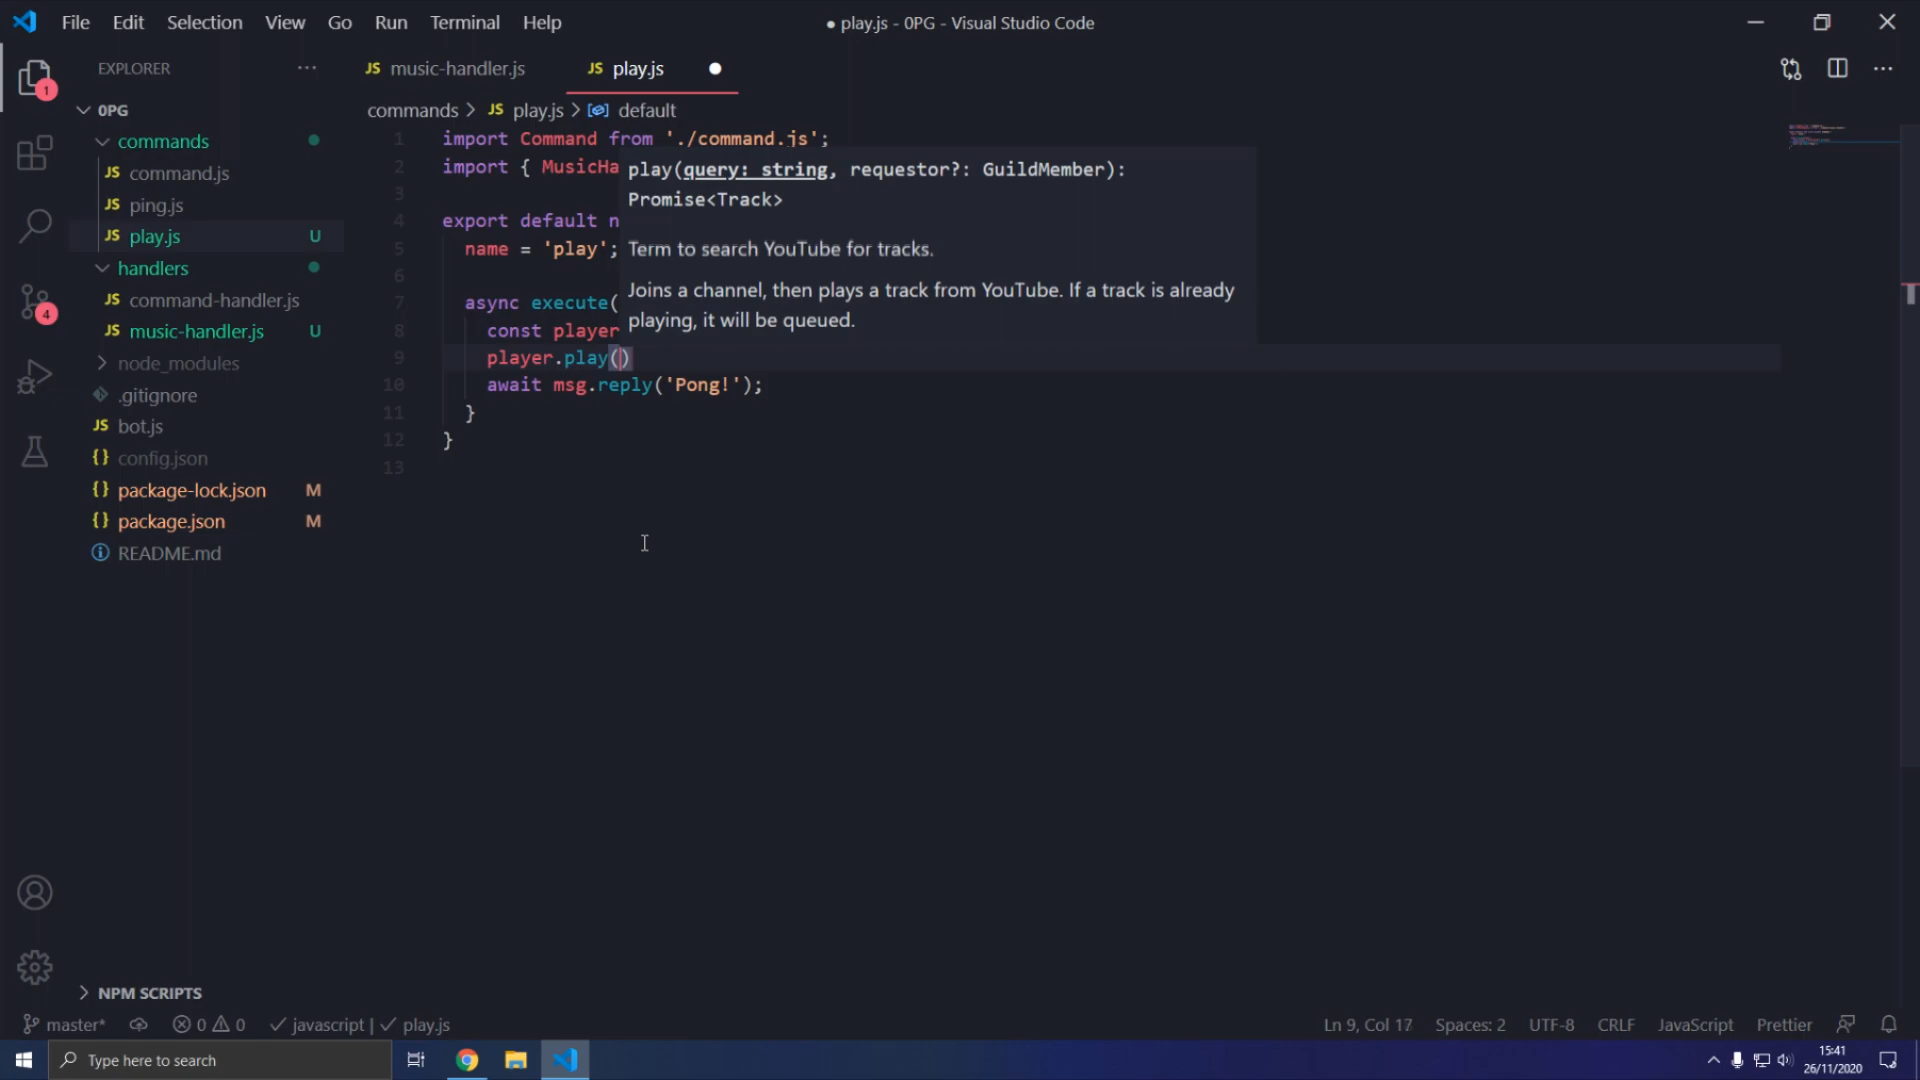 File Edit Selection View Go Run Terminal Help
● play.js - 0PG - Visual Studio Code
EXPLORER ···
JS music-handler.js
JS play.js ●
1
4
0PG
commands
JS command.js
JS ping.js
JS play.js U
handlers
JS command-handler.js
JS music-handler.js U
node_modules
.gitignore
JS bot.js
{} config.json
{} package-lock.json M
{} package.json M
README.md
NPM SCRIPTS
commands > JS play.js > default
1 import Command from './command.js';
2 import { MusicHa
3
4 export default n
5 name = 'play';
6
7 async execute(
8 const player
9 player.play()
10 await msg.reply('Pong!');
11 }
12 }
13
play(query: string, requestor?: GuildMember):
Promise<Track>
Term to search YouTube for tracks.
Joins a channel, then plays a track from YouTube. If a track is already
playing, it will be queued.
master* 0 0 javascript | play.js
Ln 9, Col 17 Spaces: 2 UTF-8 CRLF JavaScript Prettier
Type here to search
15:41
26/11/2020